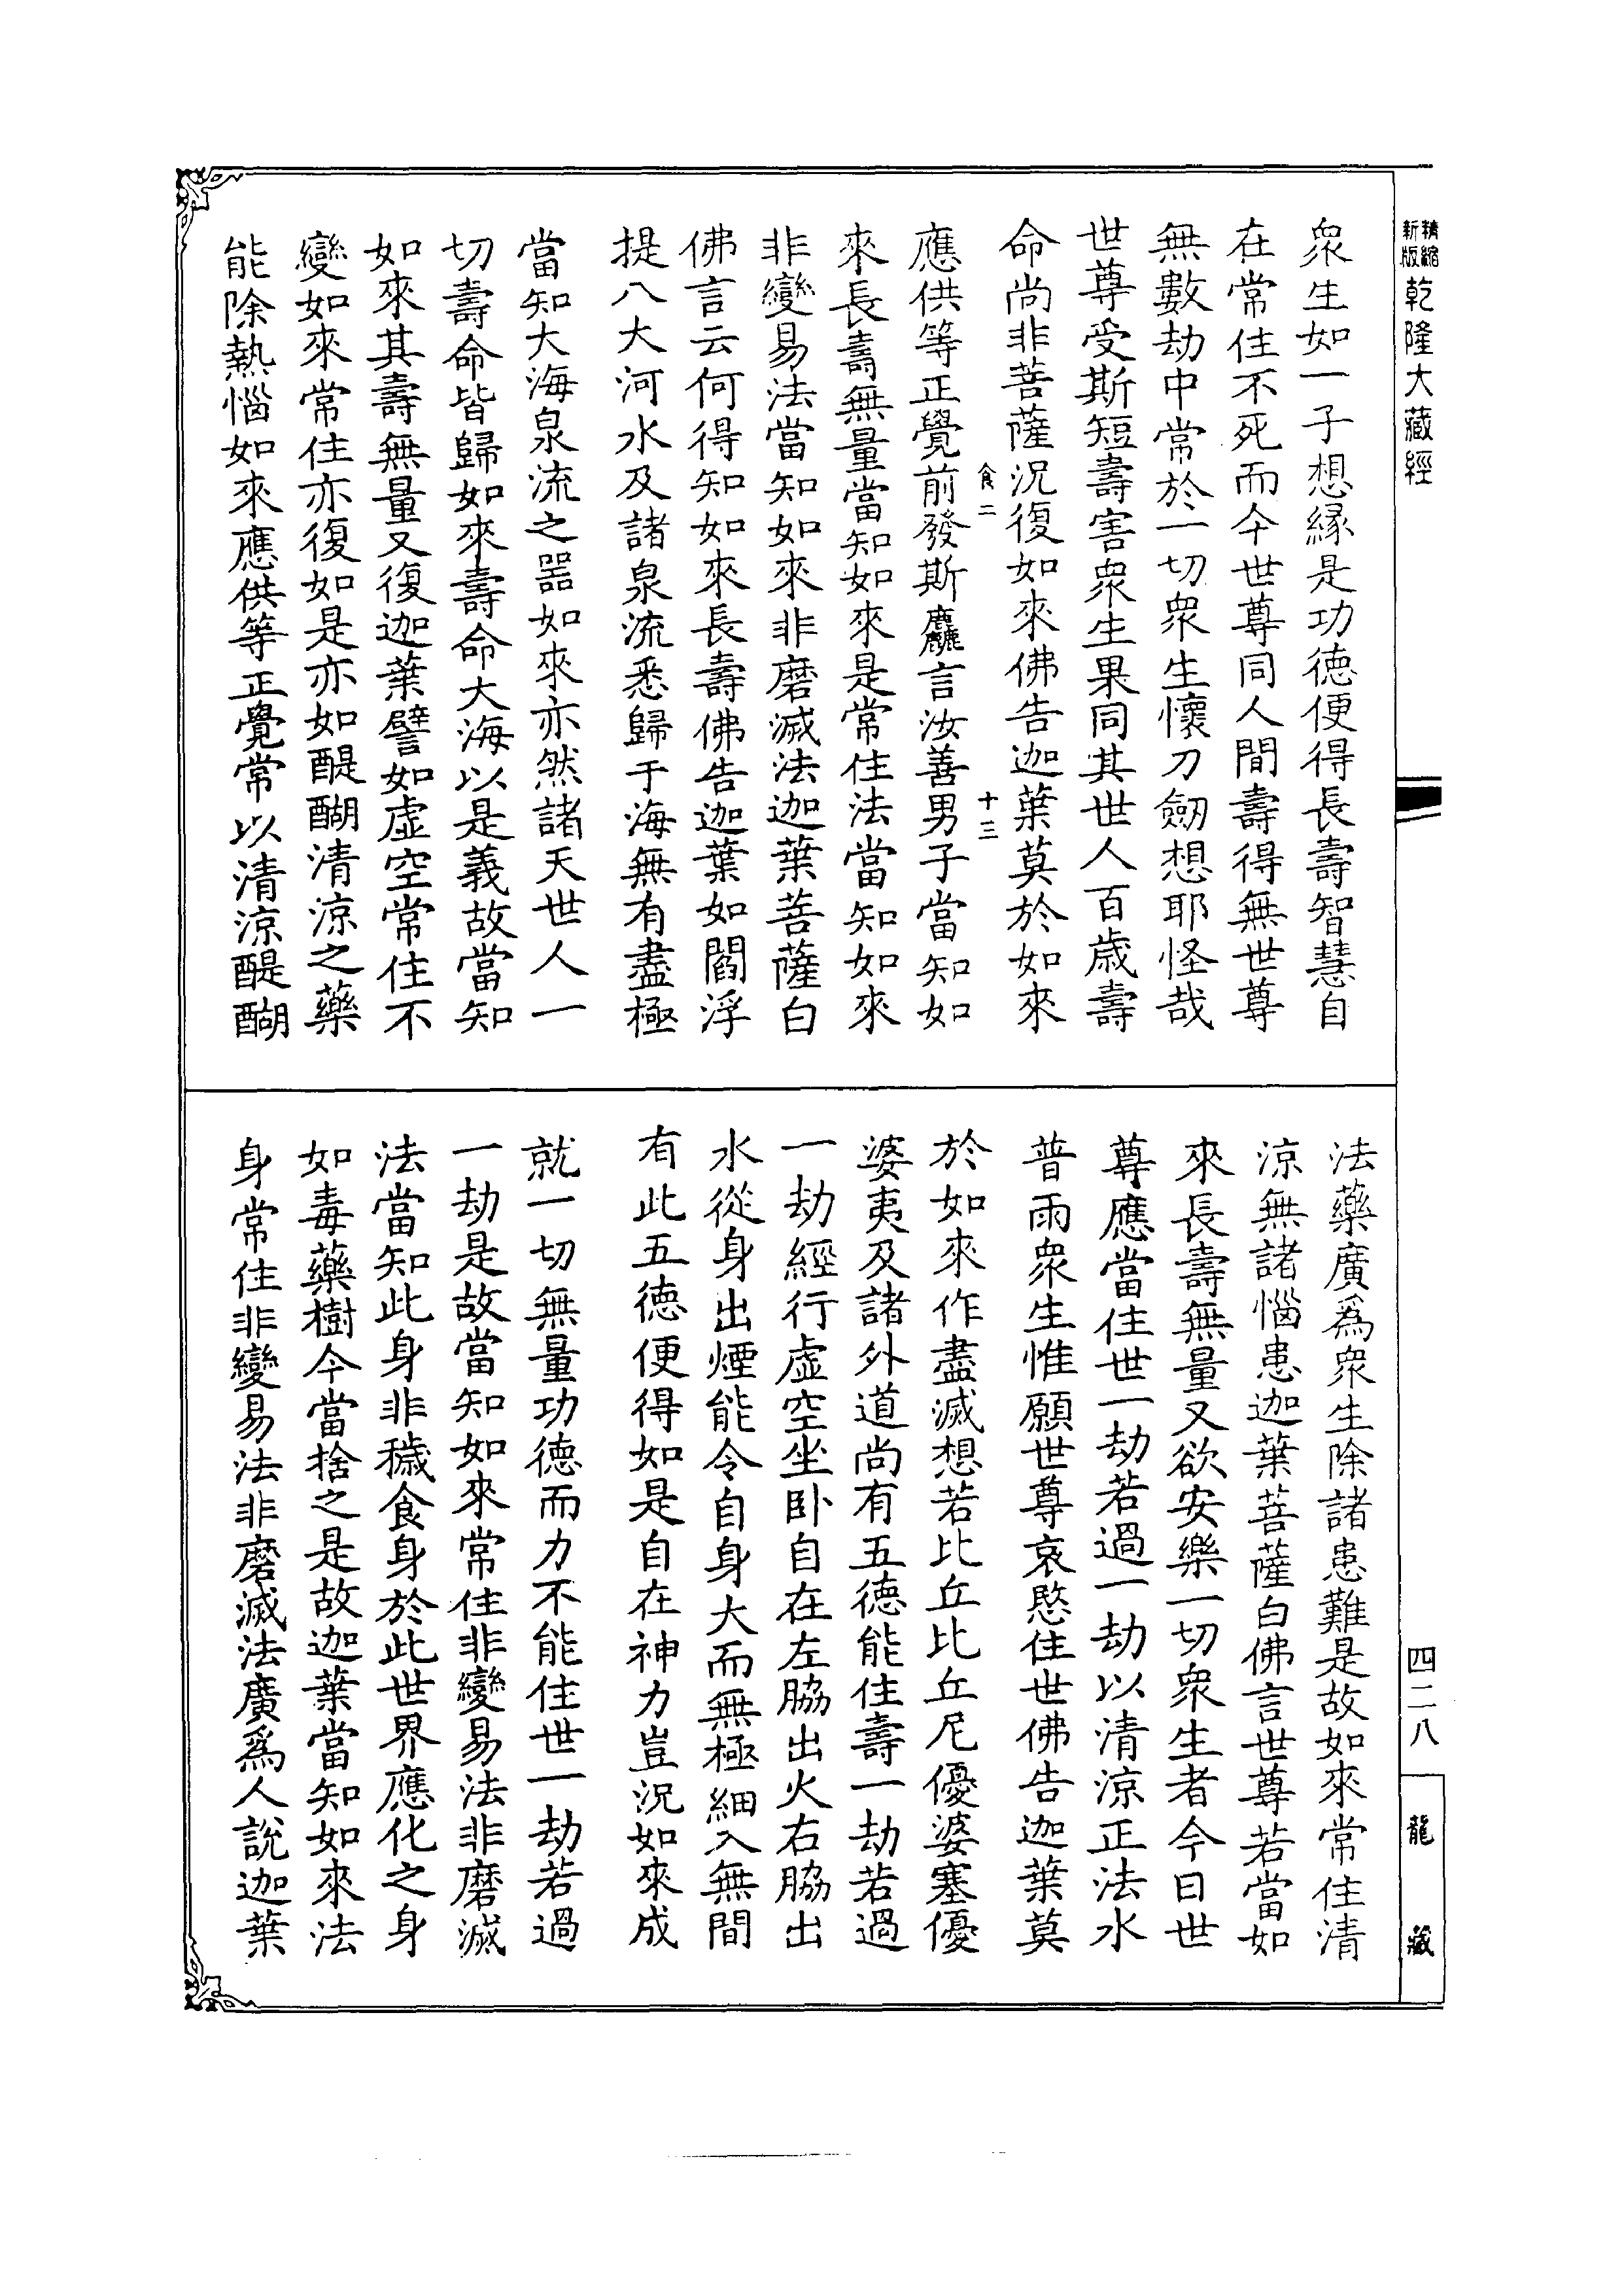 精縮新版乾隆大藏經
眾生如一子想緣是功德便得長壽智慧自
在常住不死而今世尊同人間壽得無世尊
無數劫中常於一切眾生懷刀劒想耶怪哉
世尊受斯短壽害眾生果同其世人百歲壽
命尚非菩薩況復如來佛告迦葉莫於如來
食二 十三
應供等正覺前發斯麤言汝善男子當知如
來長壽無量當知如來是常住法當知如來
非變易法當知如來非磨滅法迦葉菩薩白
佛言云何得知如來長壽佛告迦葉如閻浮
提八大河水及諸泉流悉歸于海無有盡極
當知大海泉流之器如來亦然諸天世人一
切壽命皆歸如來壽命大海以是義故當知
如來其壽無量又復迦葉譬如虛空常住不
變如來常住亦復如是亦如醍醐清涼之藥
能除熱惱如來應供等正覺常以清涼醍醐
法藥廣為眾生除諸患難是故如來常住清
涼無諸惱患迦葉菩薩白佛言世尊若當如
來長壽無量又欲安樂一切眾生者今日世
尊應當住世一劫若過一劫以清涼正法水
普雨眾生惟願世尊哀愍住世佛告迦葉莫
於如來作盡滅想若比丘比丘尼優婆塞優
婆夷及諸外道尚有五德能住壽一劫若過
一劫經行虛空坐臥自在左脇出火右脇出
水從身出煙能令自身大而無極細入無間
有此五德便得如是自在神力豈況如來成
就一切無量功德而力不能住世一劫若過
一劫是故當知如來常住非變易法非磨滅
法當知此身非穢食身於此世界應化之身
如毒藥樹今當捨之是故迦葉當知如來法
身常住非變易法非磨滅法廣為人說迦葉
四二八
龍藏